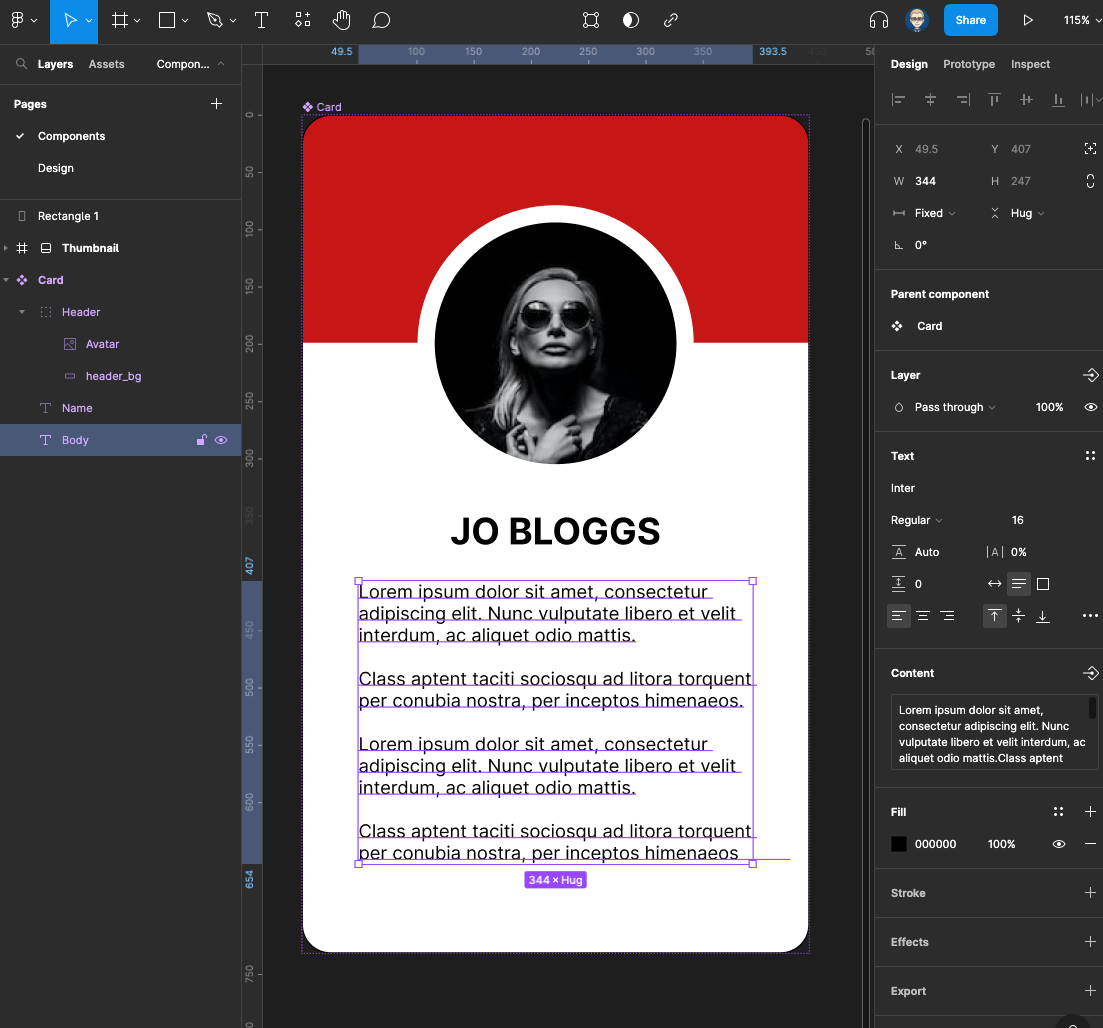 Share
115%
Layers
Assets
Compon...
49.5
100
150
200
250
300
350
393.5
Design
Prototype
Inspect
Pages
Components
Design
Rectangle 1
Thumbnail
Card
Header
Avatar
header_bg
Name
Body
0
50
100
150
200
250
300
350
407
450
500
550
600
654
750
Card
JO BLOGGS
Lorem ipsum dolor sit amet, consectetur
adipiscing elit. Nunc vulputate libero et velit
interdum, ac aliquet odio mattis.
Class aptent taciti sociosqu ad litora torquent
per conubia nostra, per inceptos himenaeos.
Lorem ipsum dolor sit amet, consectetur
adipiscing elit. Nunc vulputate libero et velit
interdum, ac aliquet odio mattis.
Class aptent taciti sociosqu ad litora torquent
per conubia nostra, per inceptos himenaeos
344 × Hug
X 49.5 Y 407
W 344 H 247
Fixed Hug
0°
Parent component
Card
Layer
Pass through 100%
Text
Inter
Regular 16
Auto 0%
0
Content
Lorem ipsum dolor sit amet,
consectetur adipiscing elit. Nunc
vulputate libero et velit interdum, ac
aliquet odio mattis.Class aptent
Fill
000000 100%
Stroke
Effects
Export